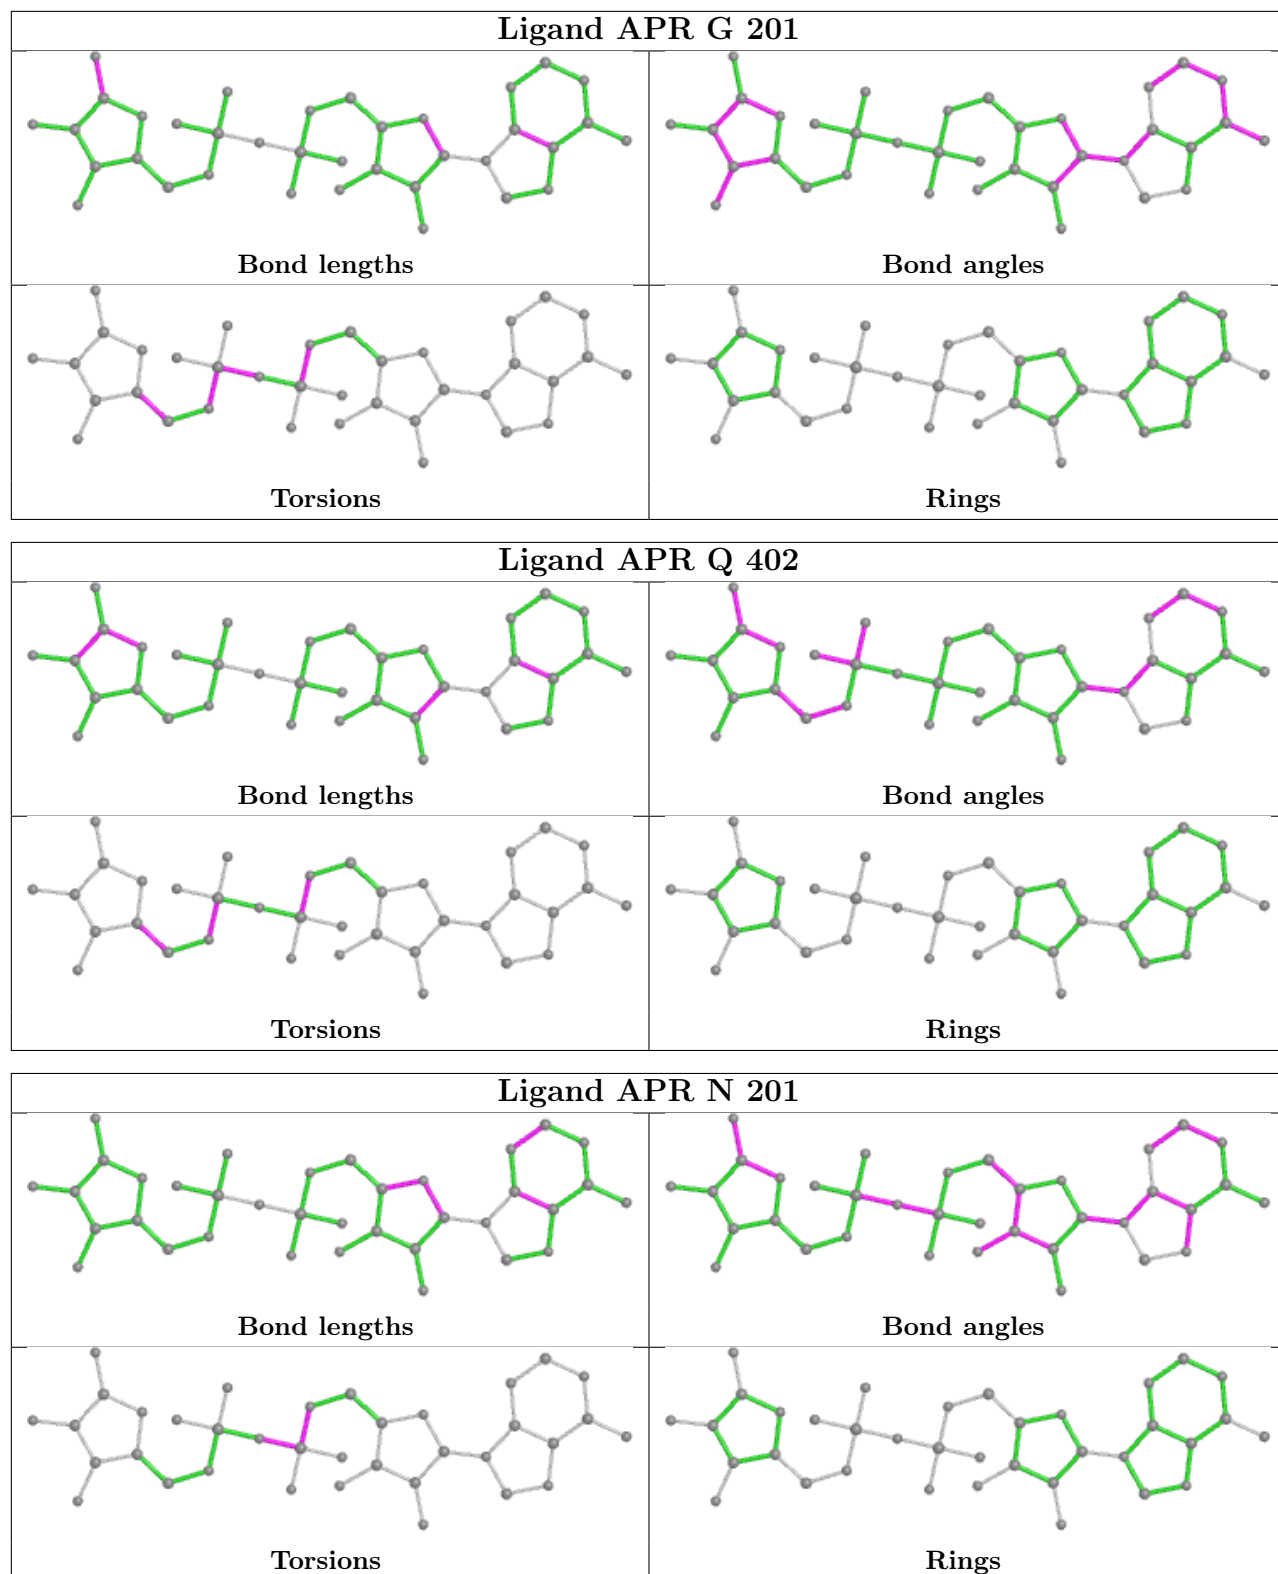 Ligand APR G 201
Bond lengths
Bond angles
Torsions
Rings
Ligand APR Q 402
Bond lengths
Bond angles
Torsions
Rings
Ligand APR N 201
Bond lengths
Bond angles
Torsions
Rings